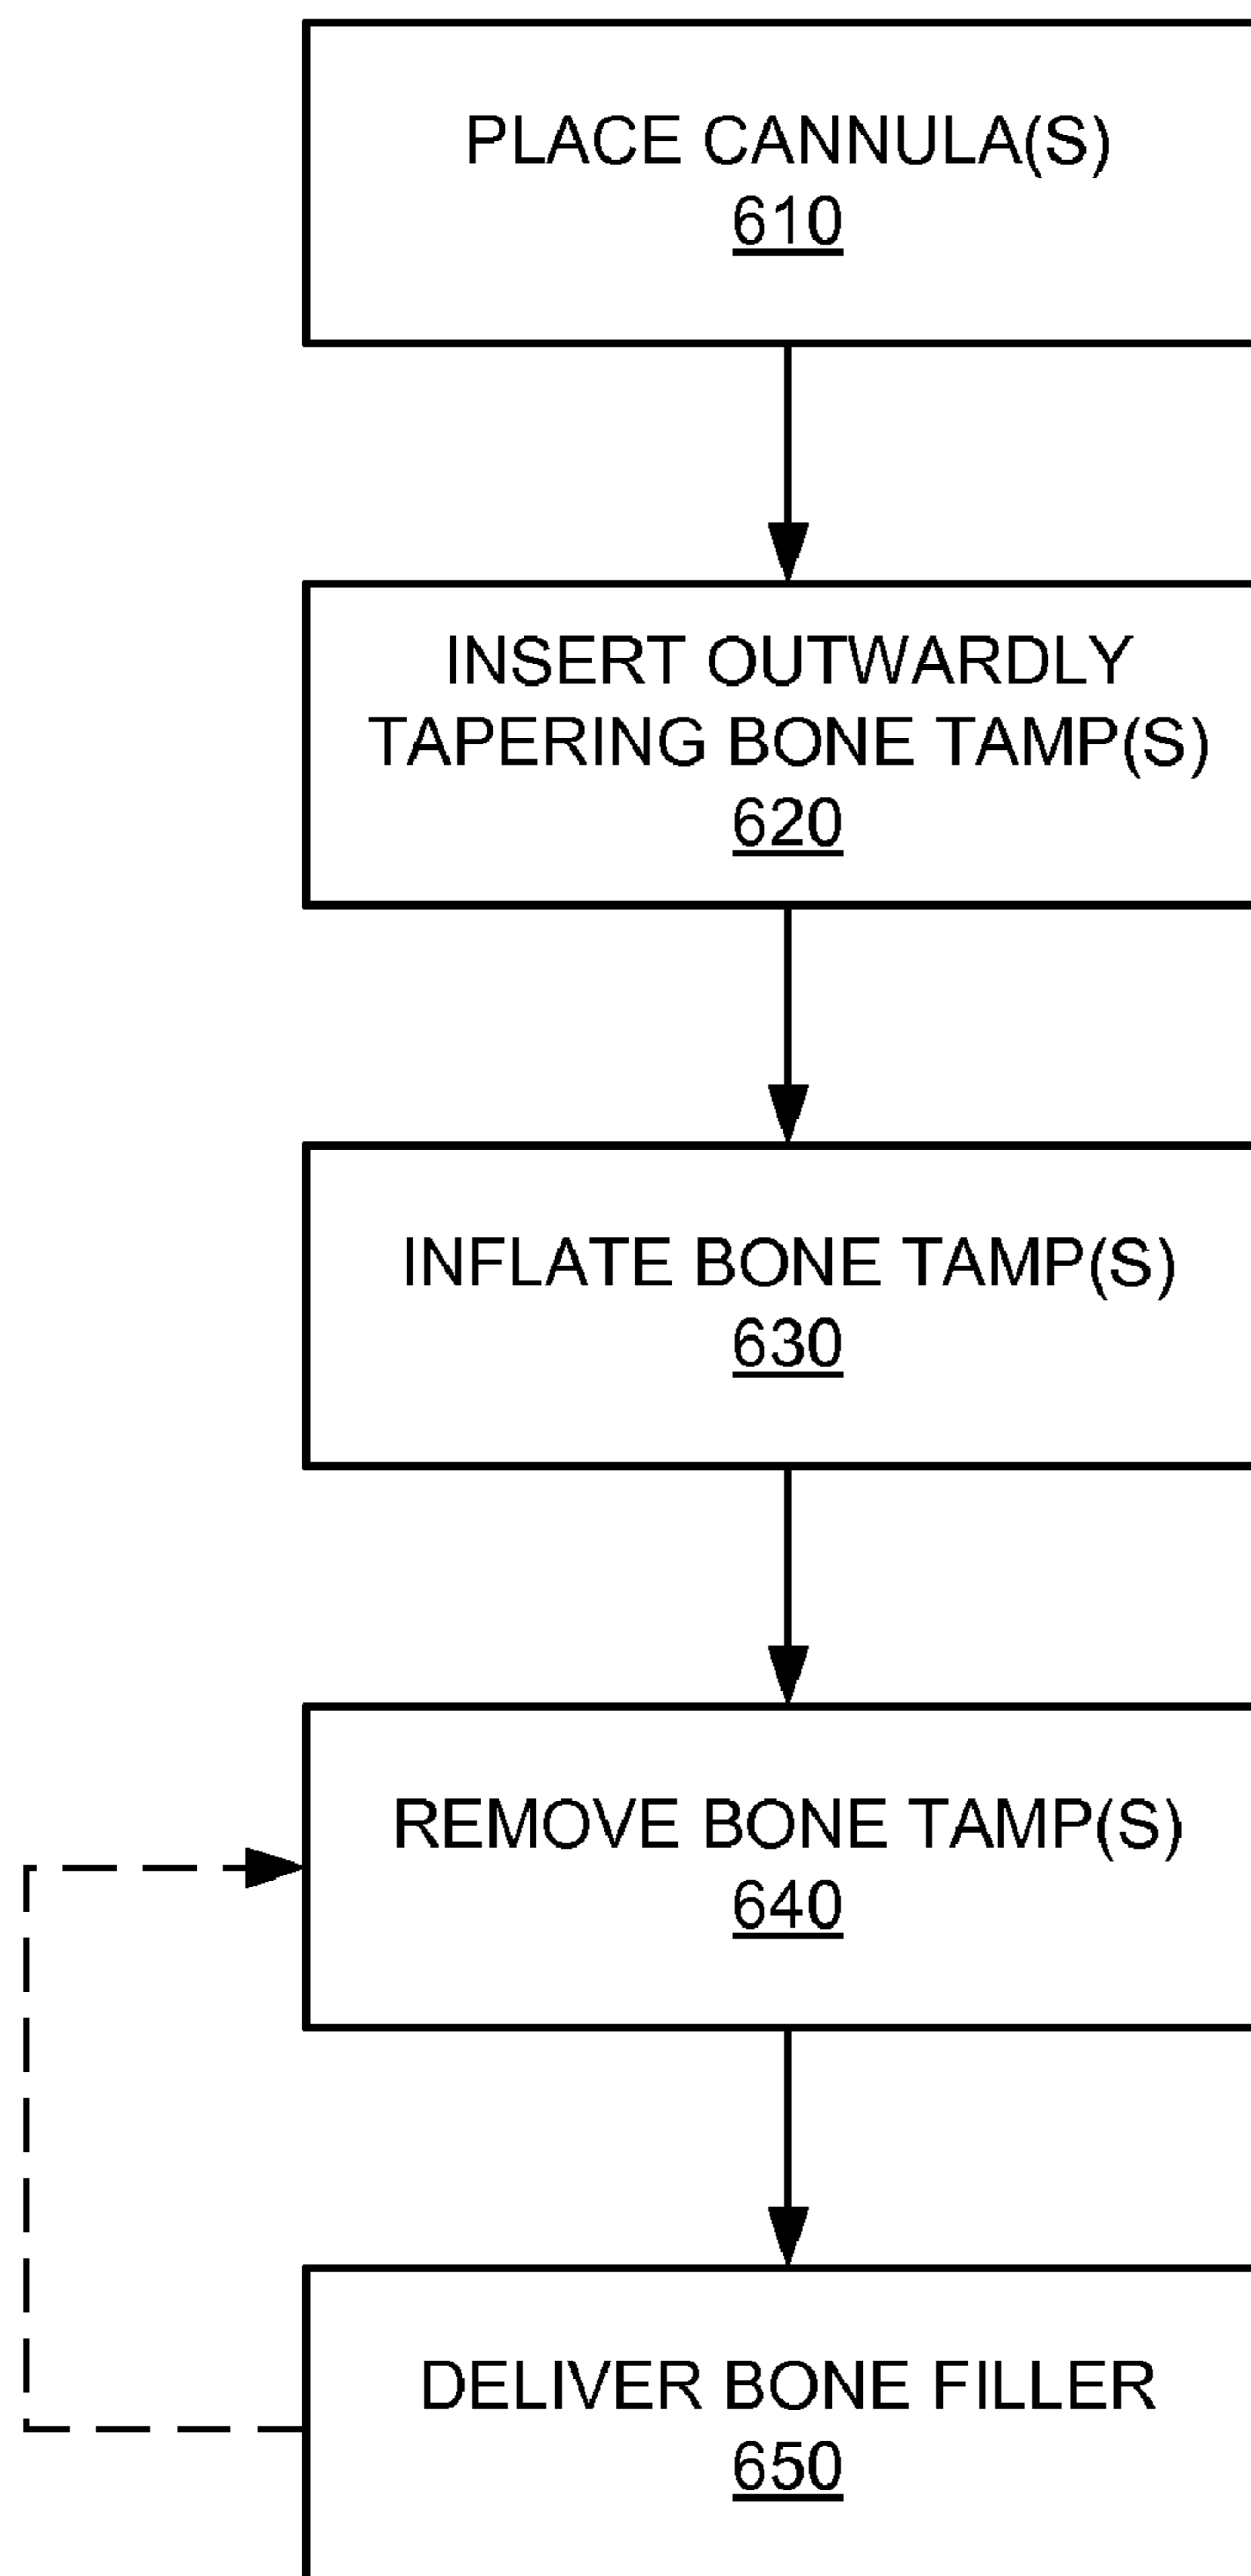 PLACE CANNULA(S)
610
INSERT OUTWARDLY
TAPERING BONE TAMP(S)
620
INFLATE BONE TAMP(S)
630
REMOVE BONE TAMP(S)
640
DELIVER BONE FILLER
650